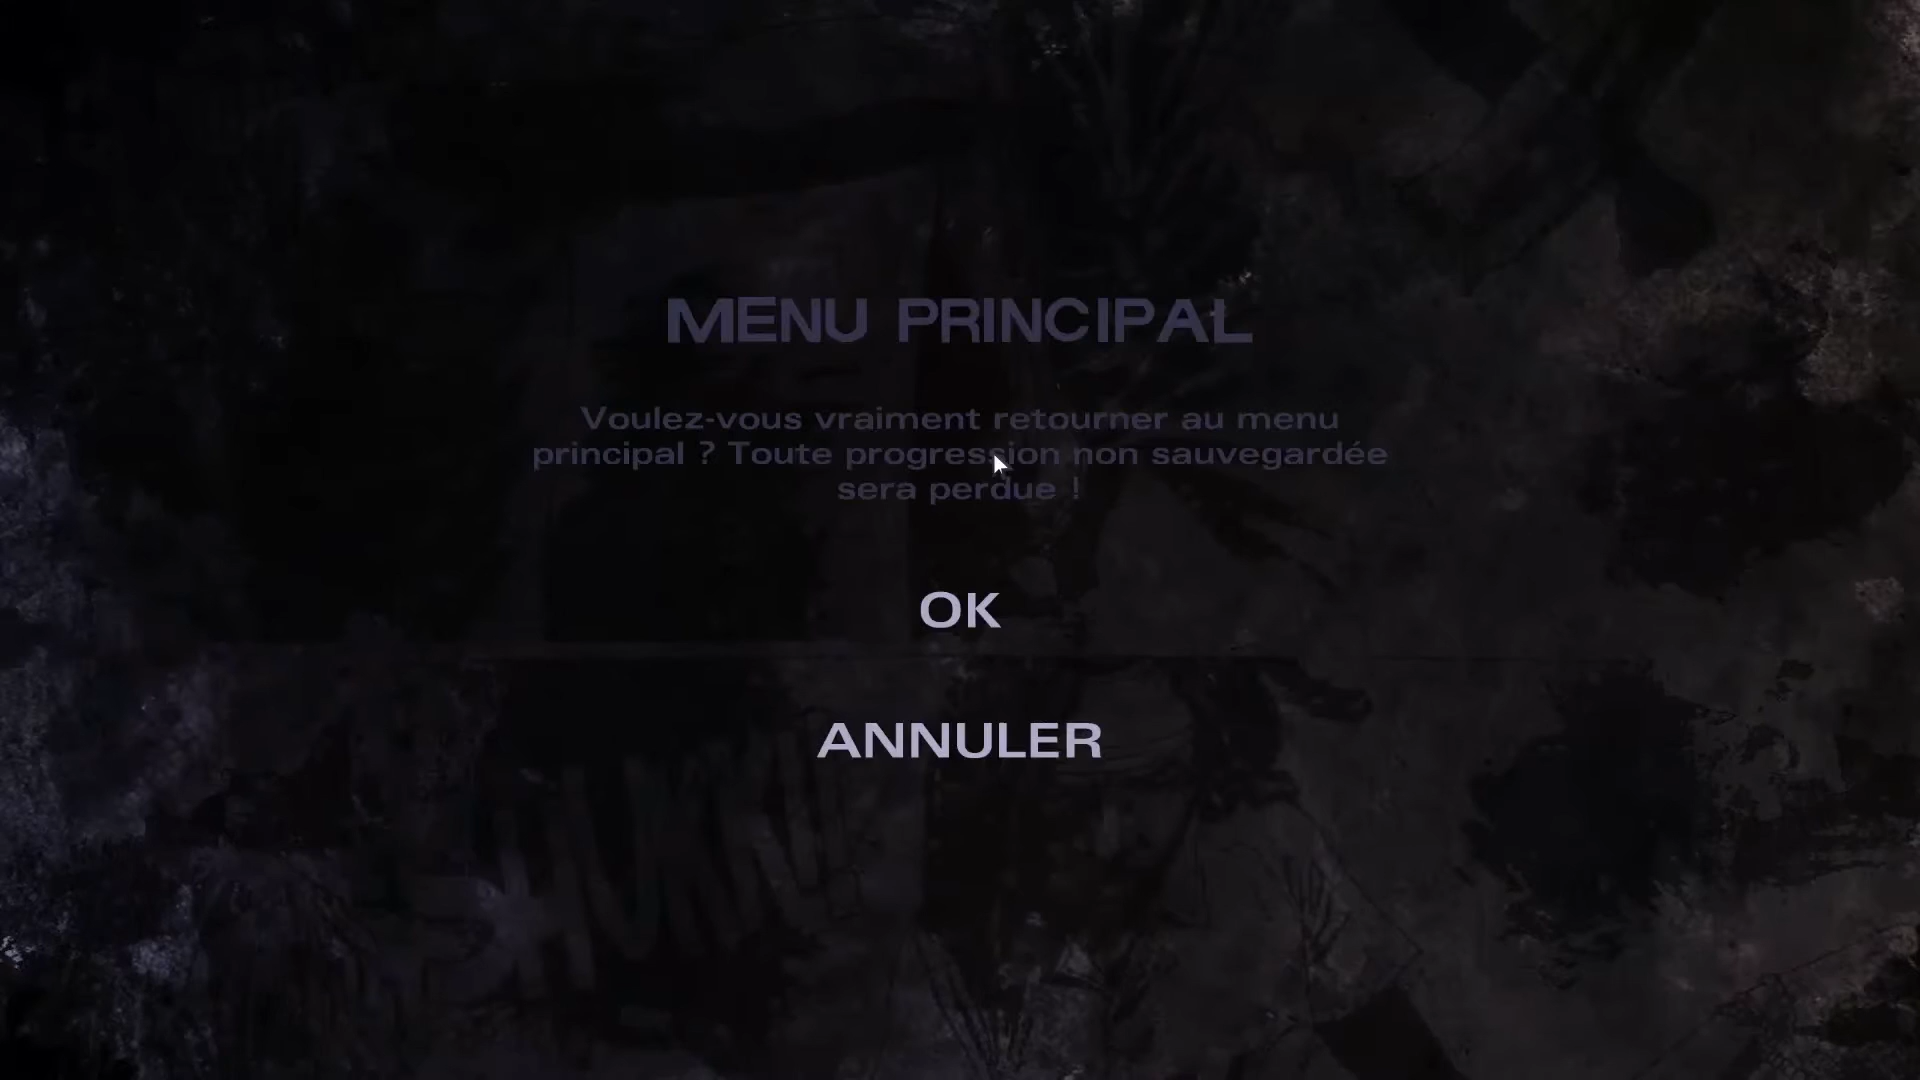 MENU PRINCIPAL
Voulez-vous vraiment retourner au menu
principal ? Toute progression non sauvegardée
sera perdue !
OK
ANNULER